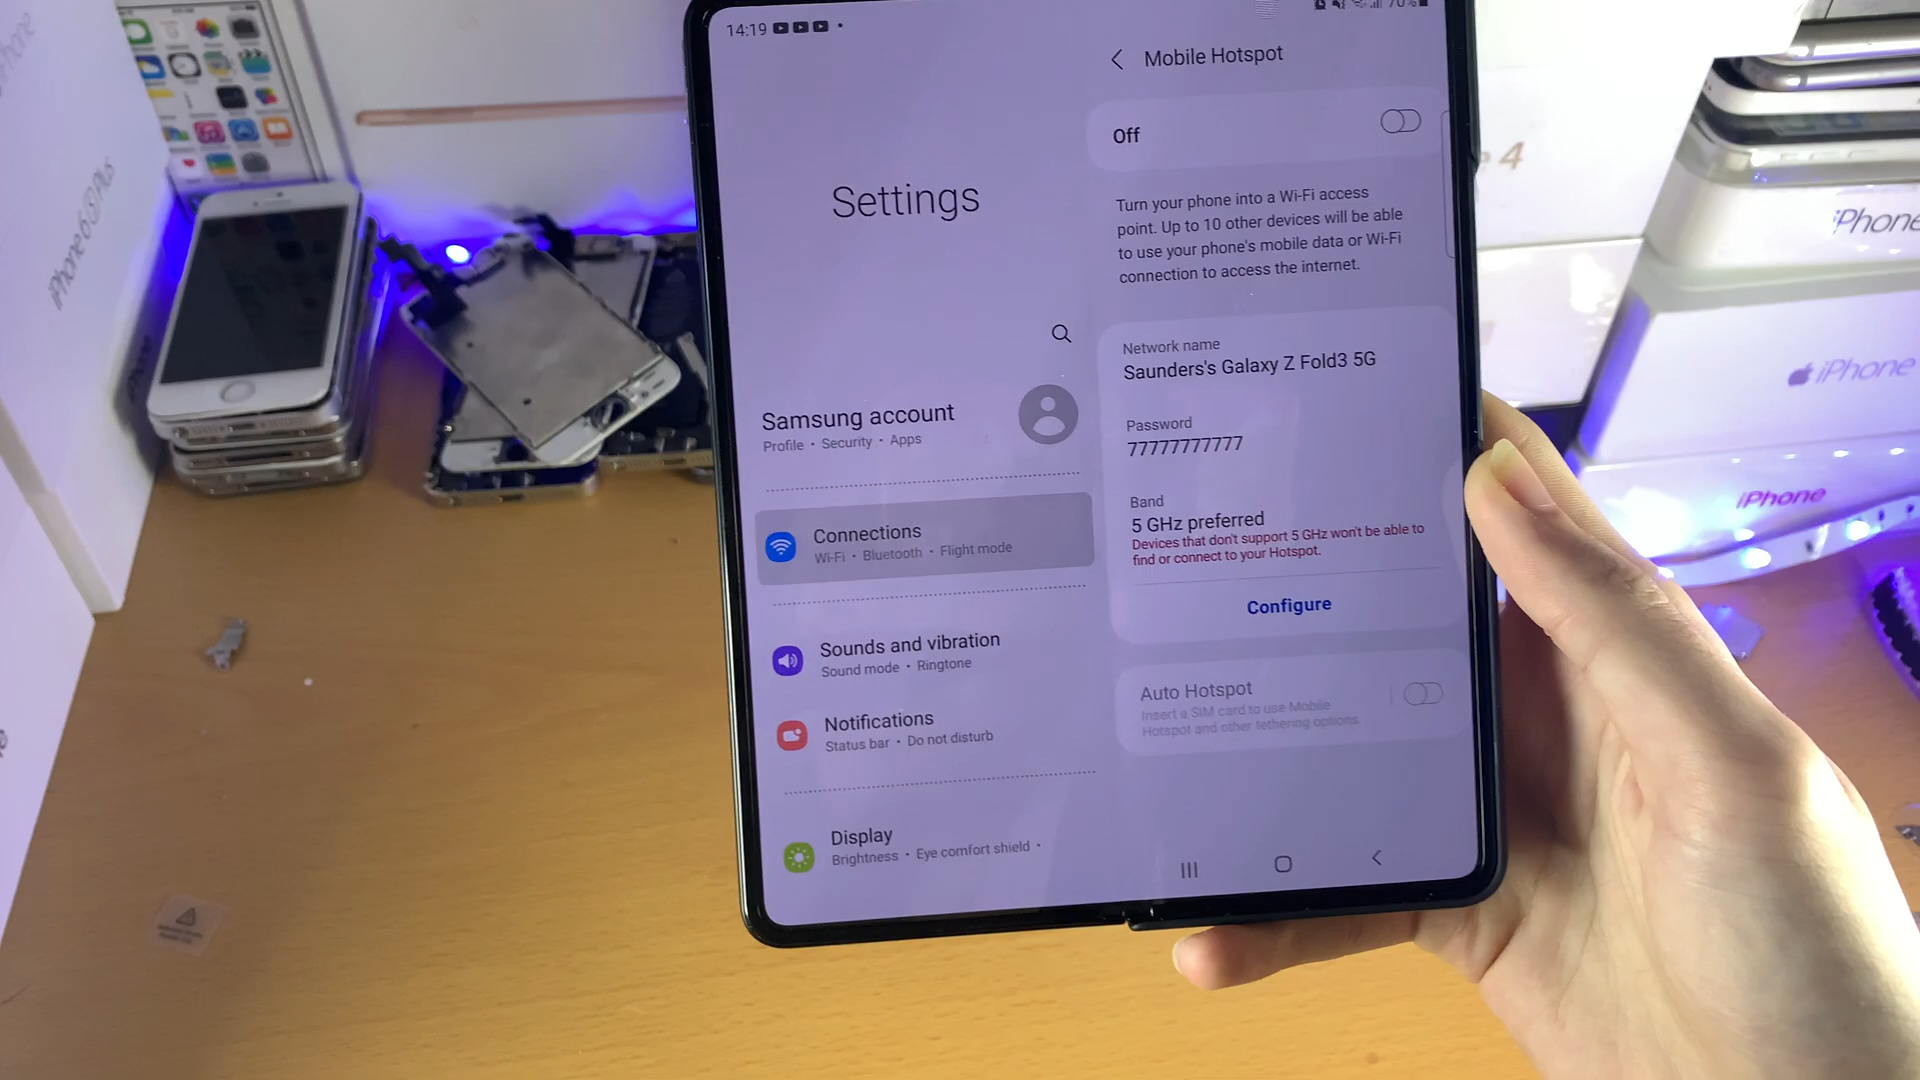 14:19
70%
Mobile Hotspot
Off
Turn your phone into a Wi-Fi access
point. Up to 10 other devices will be able
to use your phone's mobile data or Wi-Fi
connection to access the internet.
Settings
Network name
Saunders's Galaxy Z Fold3 5G
Password
77777777777
Band
5 GHz preferred
Devices that don't support 5 GHz won't be able to
find or connect to your Hotspot.
Configure
Auto Hotspot
Insert a SIM card to use Mobile
Hotspot and other tethering options.
Samsung account
Profile • Security • Apps
Connections
Wi-Fi • Bluetooth • Flight mode
Sounds and vibration
Sound mode • Ringtone
Notifications
Status bar • Do not disturb
Display
Brightness • Eye comfort shield •
iPhone 6s Plus
iPhone
4
iPhone
iPhone
iPhone